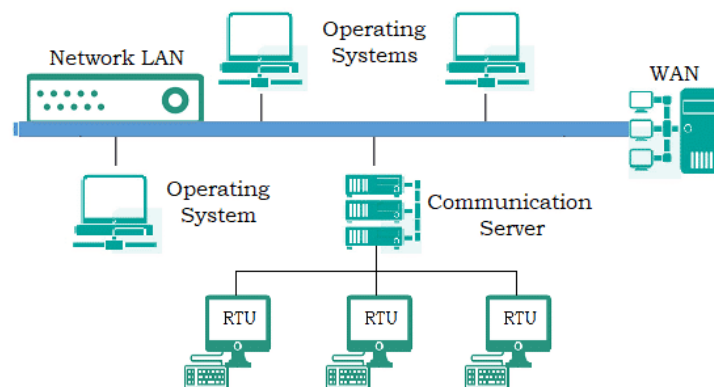 Operating
Systems
Network LAN
WAN
Operating
System
Communication
Server
RTU
RTU
RTU